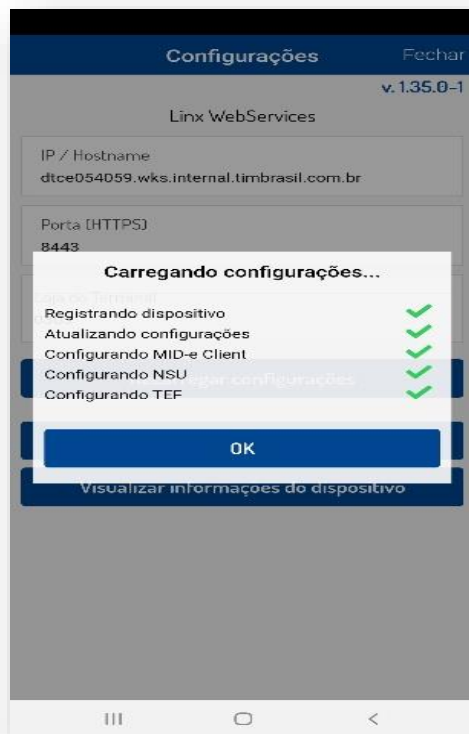 Configurações Fechar
v. 1.35.0-1
Linx WebServices
IP / Hostname
dtce054059.wks.internal.timbrasil.com.br
Porta (HTTPS)
8443
Carregando configurações...
Registrando dispositivo
Atualizando configurações
Configurando MID-e Client
Configurando NSU
Configurando TEF
OK
Visualizar informações do dispositivo